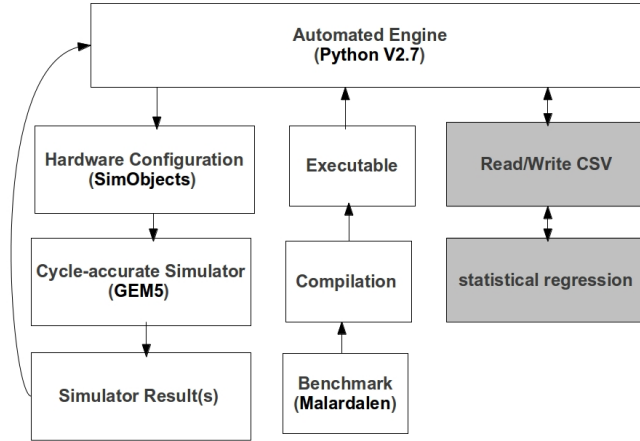 Automated Engine
(Python V2.7)
Hardware Configuration
(SimObjects)
Executable
Read/Write CSV
Cycle-accurate Simulator
(GEM5)
Compilation
statistical regression
Simulator Result(s)
Benchmark
(Malardalen)